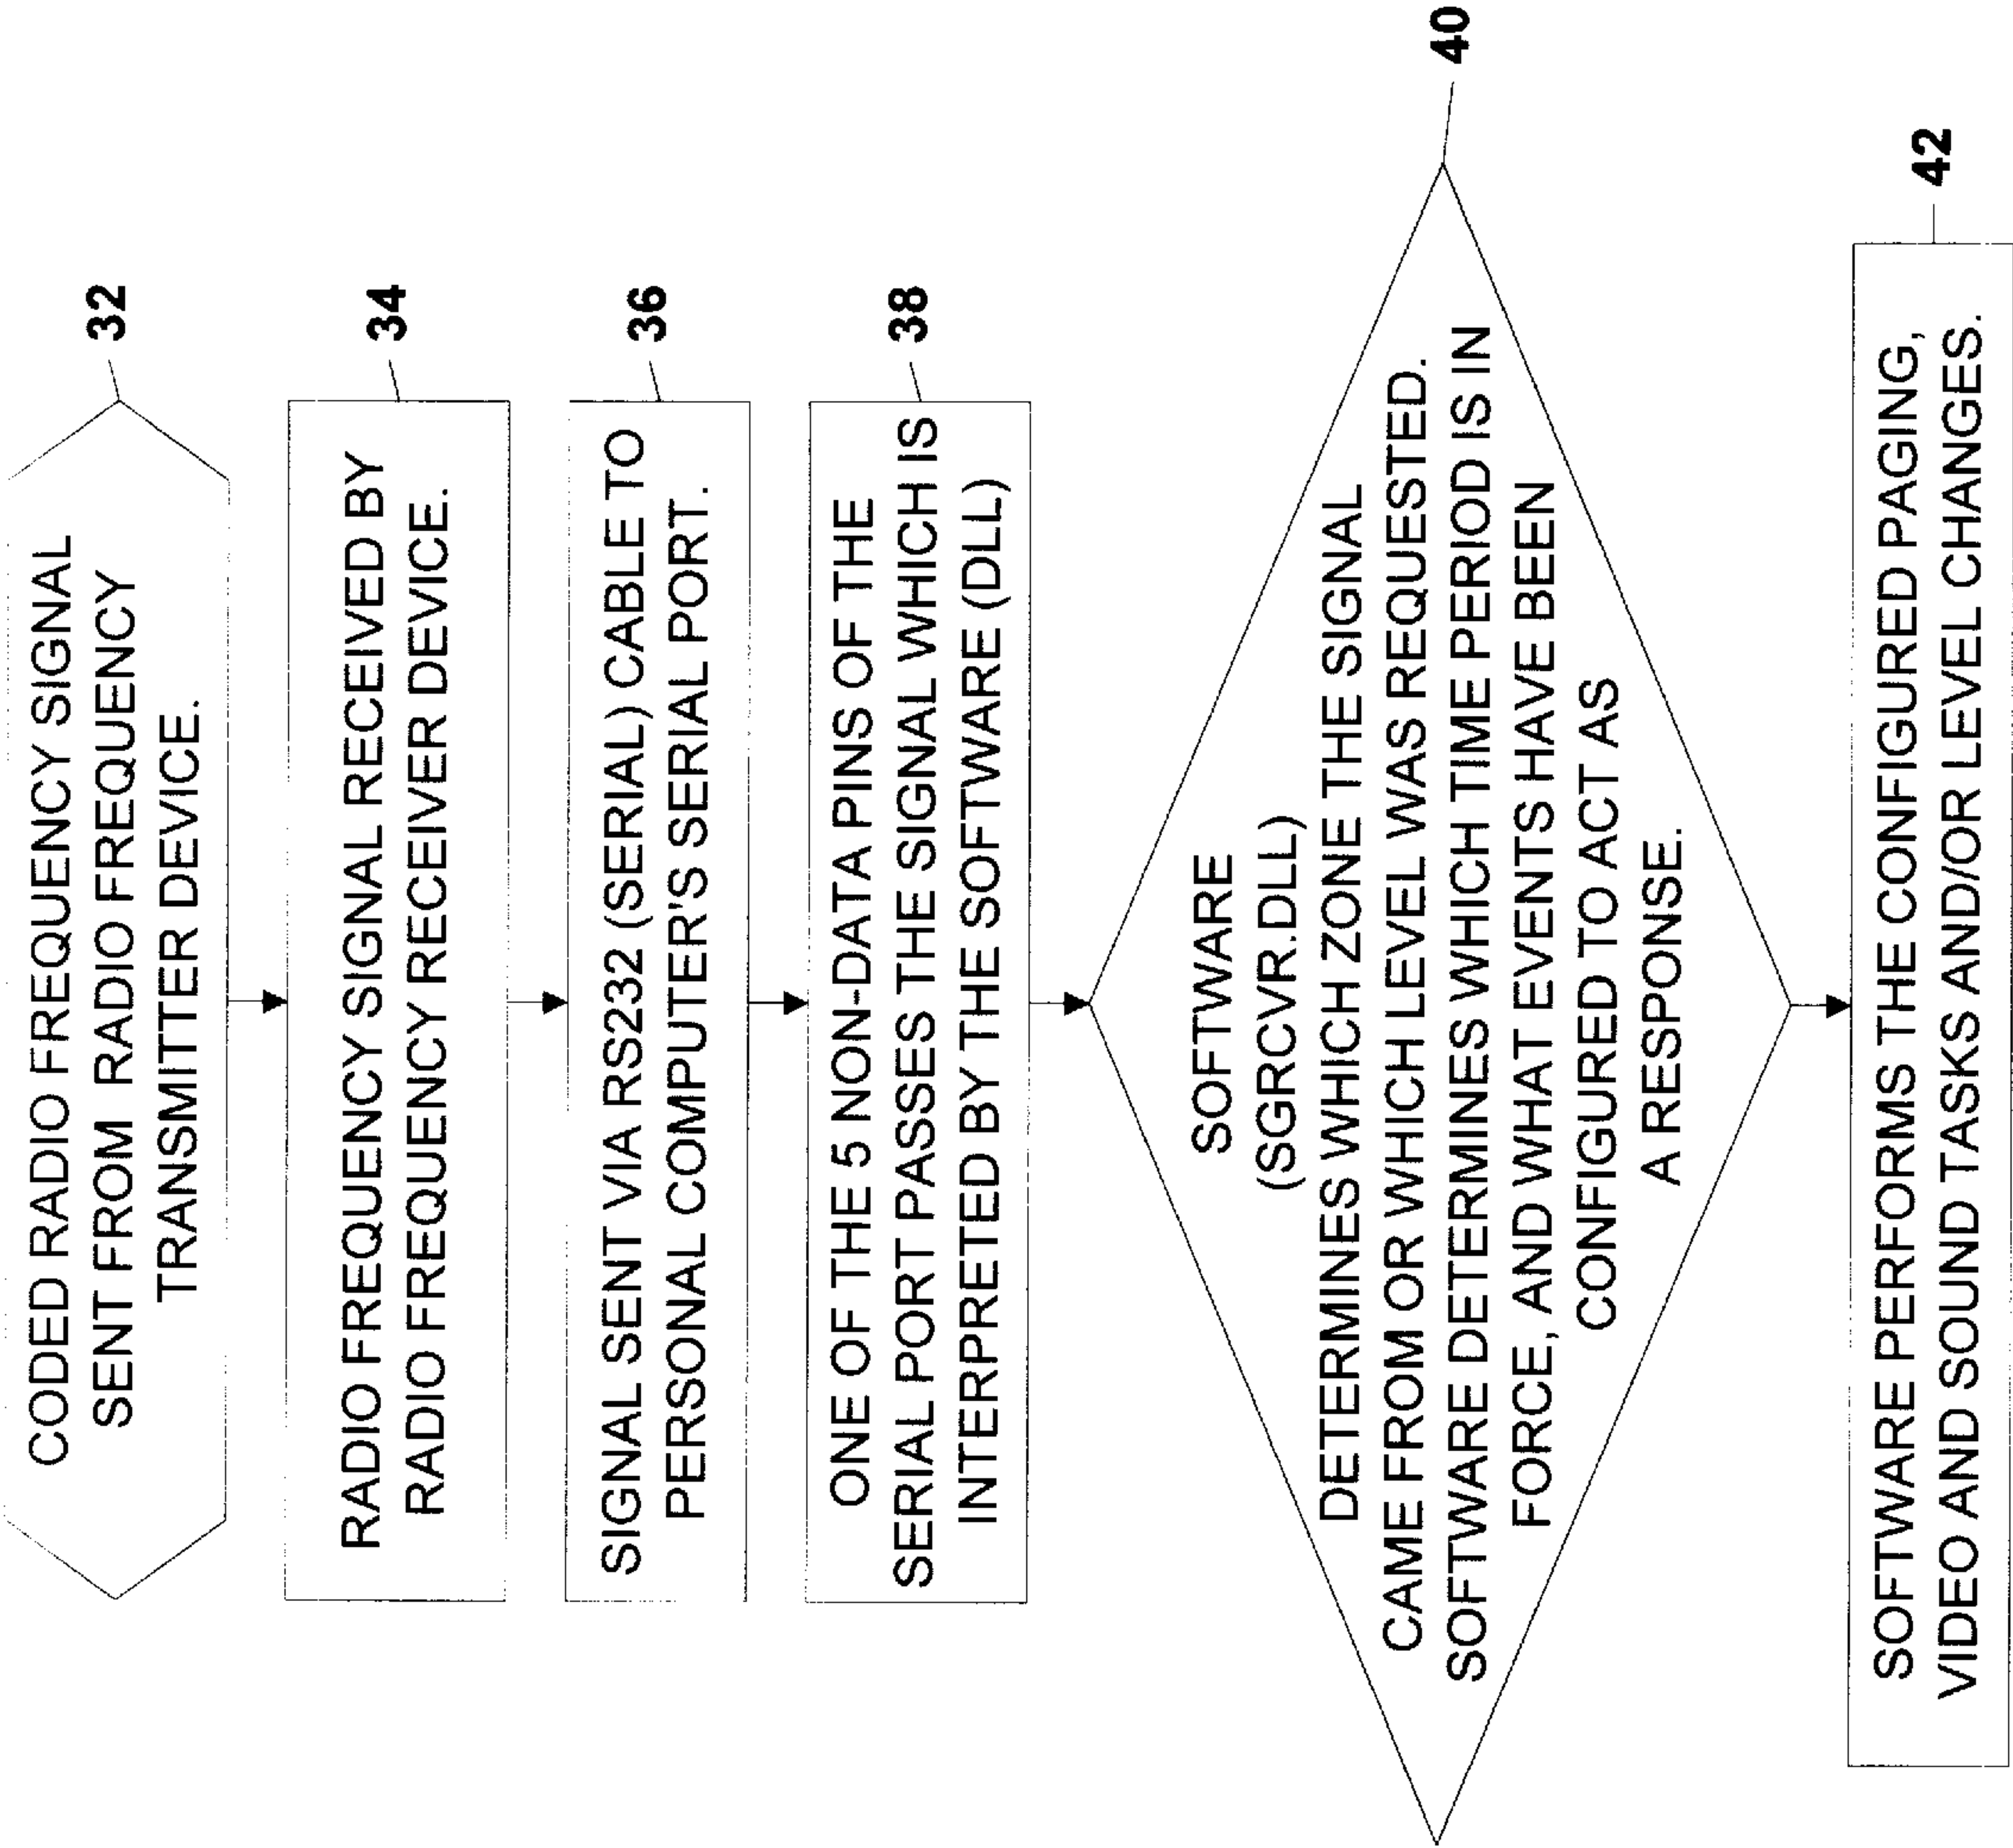 CODED RADIO FREQUENCY SIGNAL
SENT FROM RADIO FREQUENCY
TRANSMITTER DEVICE.
32
RADIO FREQUENCY SIGNAL RECEIVED BY
RADIO FREQUENCY RECEIVER DEVICE.
34
SIGNAL SENT VIA RS232 (SERIAL) CABLE TO
PERSONAL COMPUTER'S SERIAL PORT.
36
ONE OF THE 5 NON-DATA PINS OF THE
SERIAL PORT PASSES THE SIGNAL WHICH IS
INTERPRETED BY THE SOFTWARE (DLL)
38
SOFTWARE
(SGRCVR.DLL)
DETERMINES WHICH ZONE THE SIGNAL
CAME FROM OR WHICH LEVEL WAS REQUESTED.
SOFTWARE DETERMINES WHICH TIME PERIOD IS IN
FORCE, AND WHAT EVENTS HAVE BEEN
CONFIGURED TO ACT AS
A RESPONSE.
40
SOFTWARE PERFORMS THE CONFIGURED PAGING,
VIDEO AND SOUND TASKS AND/OR LEVEL CHANGES.
42